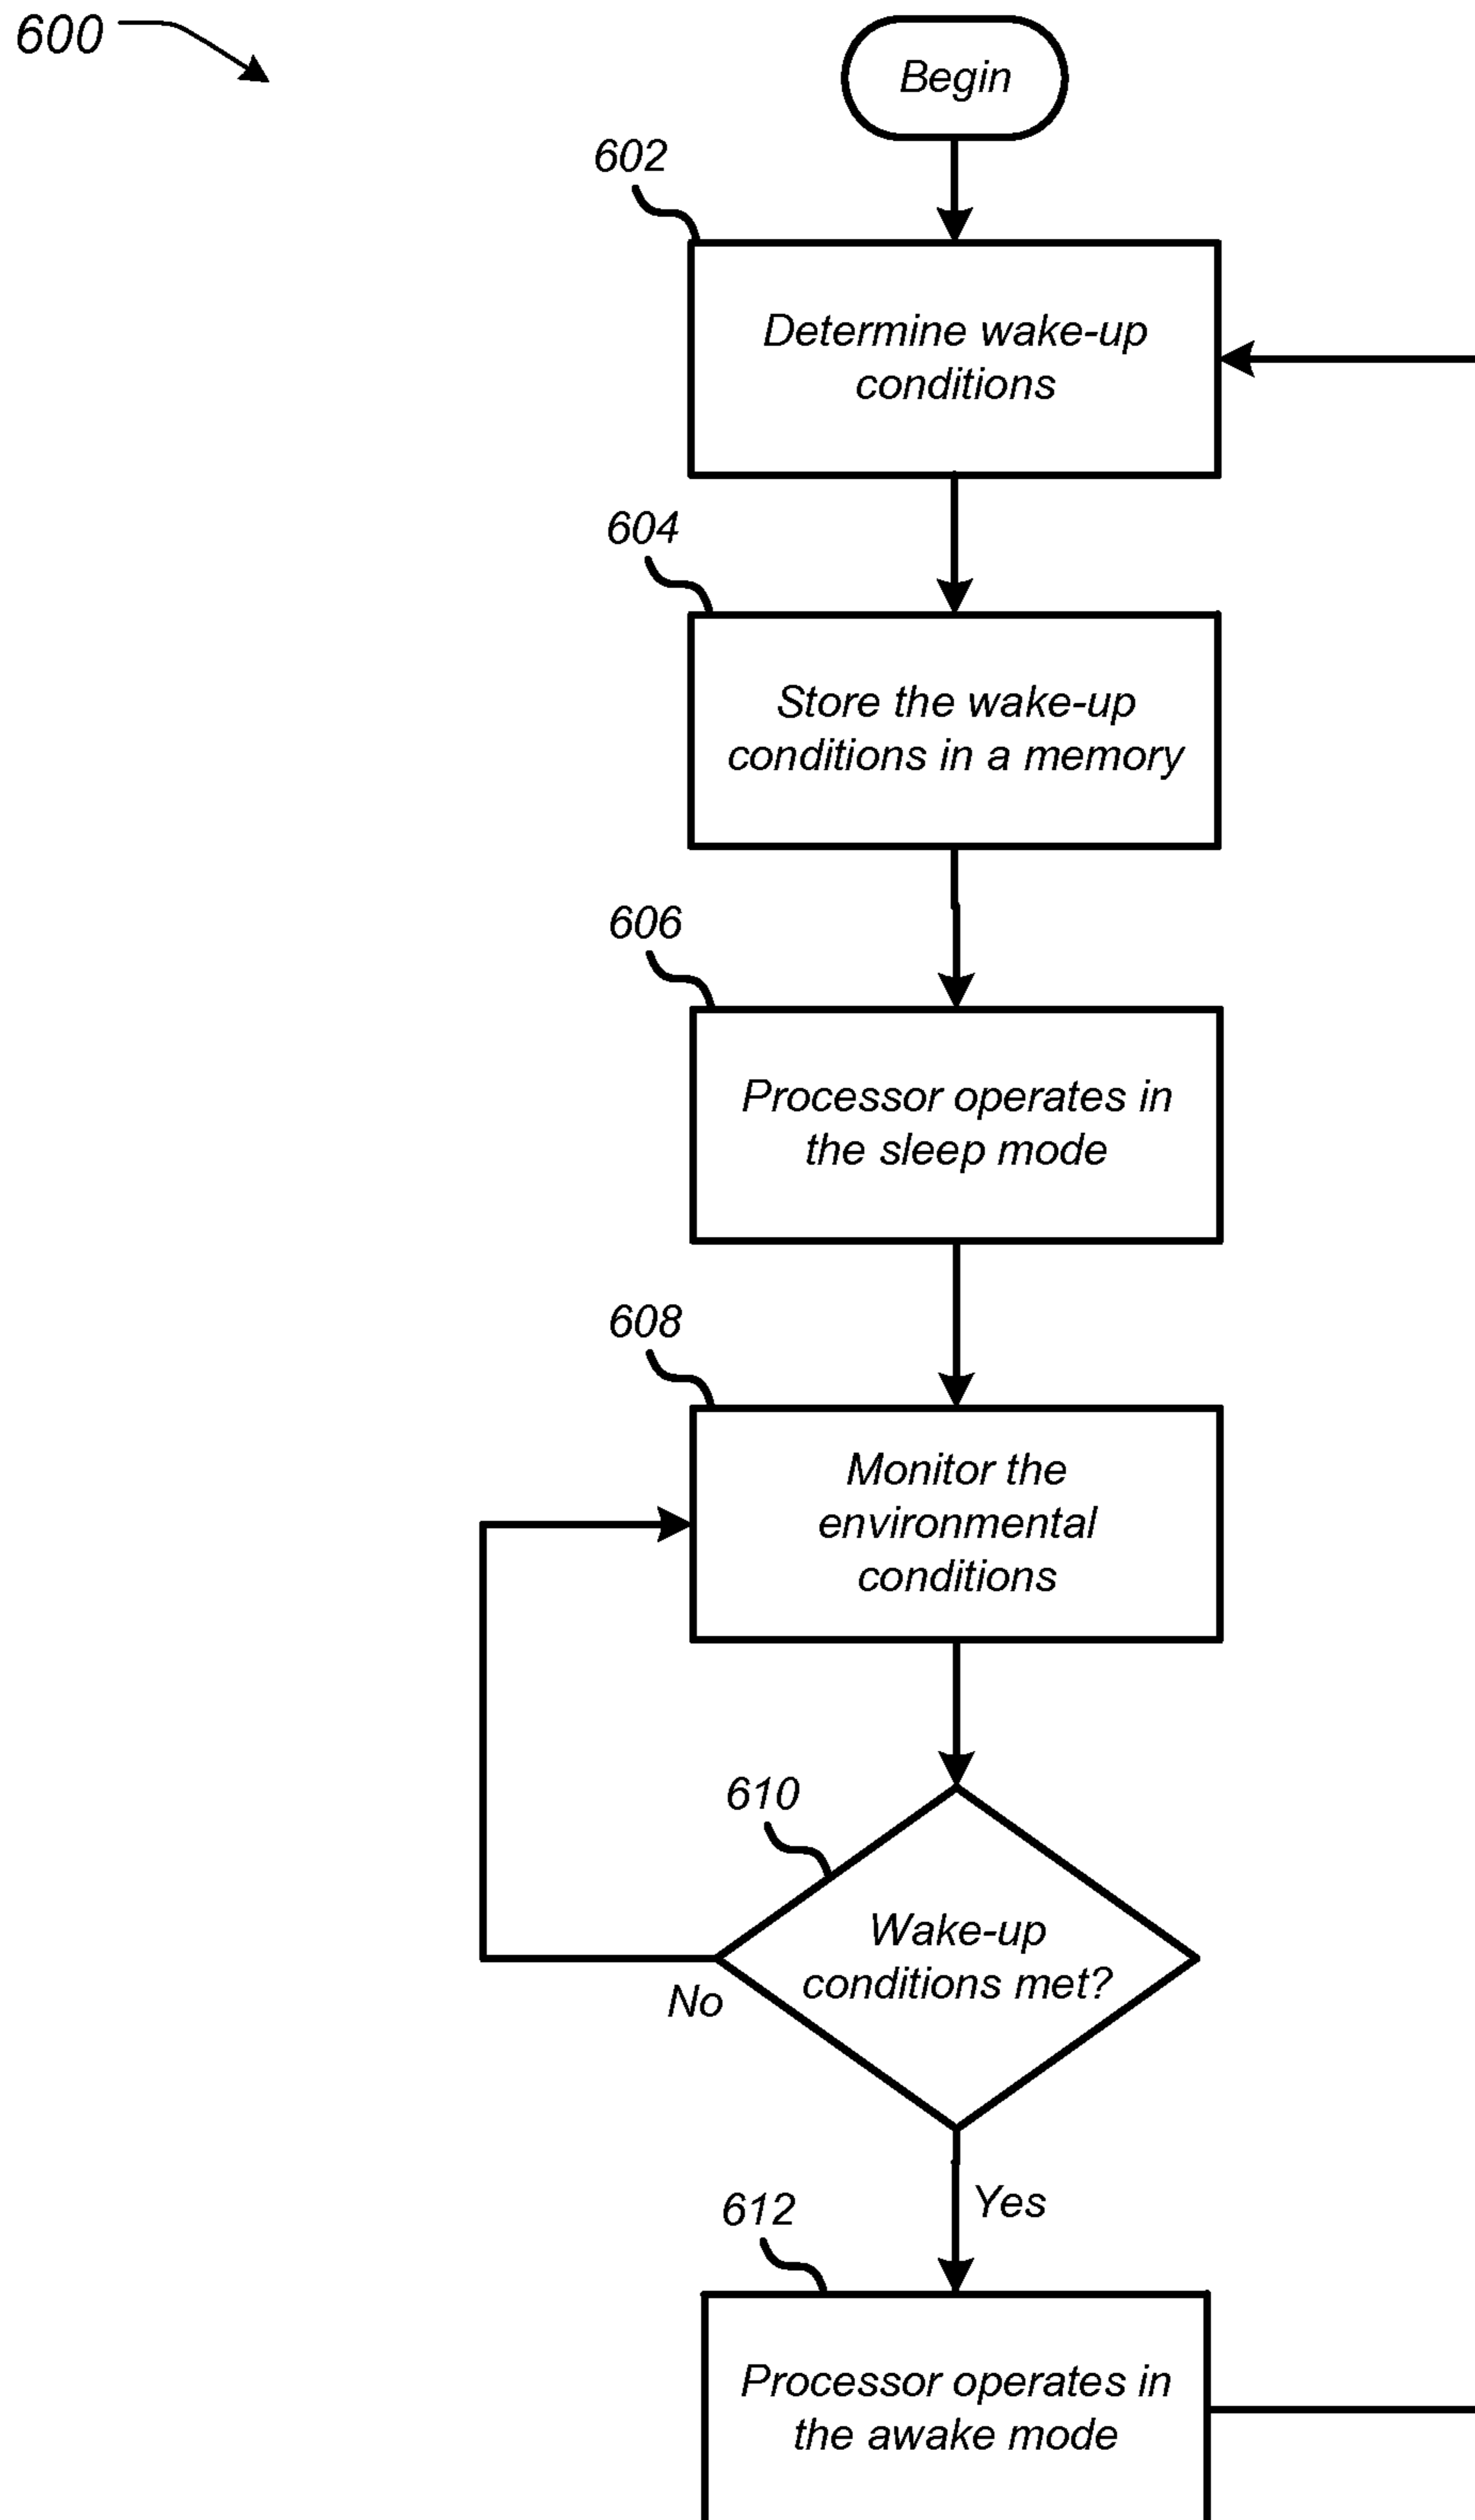 600
Begin
602
Determine wake-up
conditions
604
Store the wake-up
conditions in a memory
606
Processor operates in
the sleep mode
608
Monitor the
environmental
conditions
610
Wake-up
conditions met?
No
Yes
612
Processor operates in
the awake mode